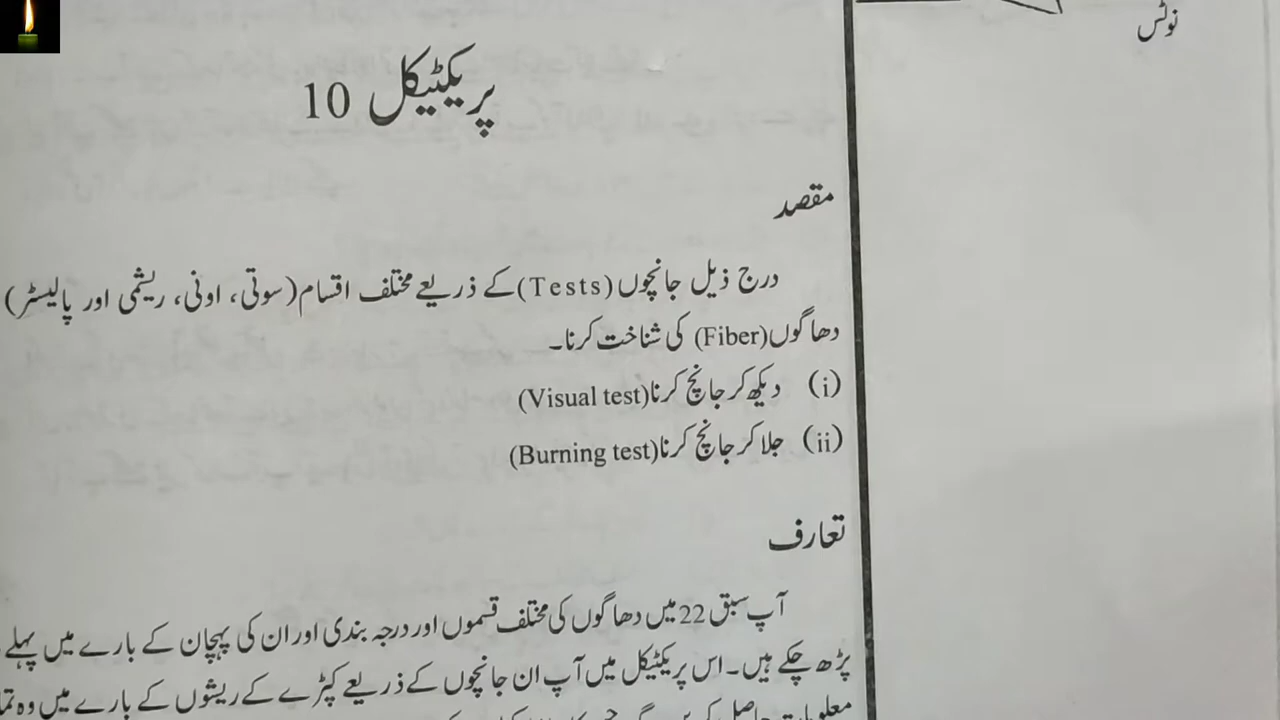 نوٹس
پریکٹیکل 10
مقصد
درج ذیل جانچوں (Tests) کے ذریعے مختلف اقسام (سوتی، اونی، ریشمی اور پالیسٹر)
دھاگوں (Fiber) کی شناخت کرنا۔
(i) دیکھ کر جانچ کرنا (Visual test)
(ii) جلا کر جانچ کرنا (Burning test)
تعارف
آپ سبق 22 میں دھاگوں کی مختلف قسموں اور درجہ بندی اور ان کی پہچان کے بارے میں پہلے
پڑھ چکے ہیں۔ اس پریکٹیکل میں آپ ان جانچوں کے ذریعے کپڑے کے ریشوں کے بارے میں وہ
معلومات حاصل